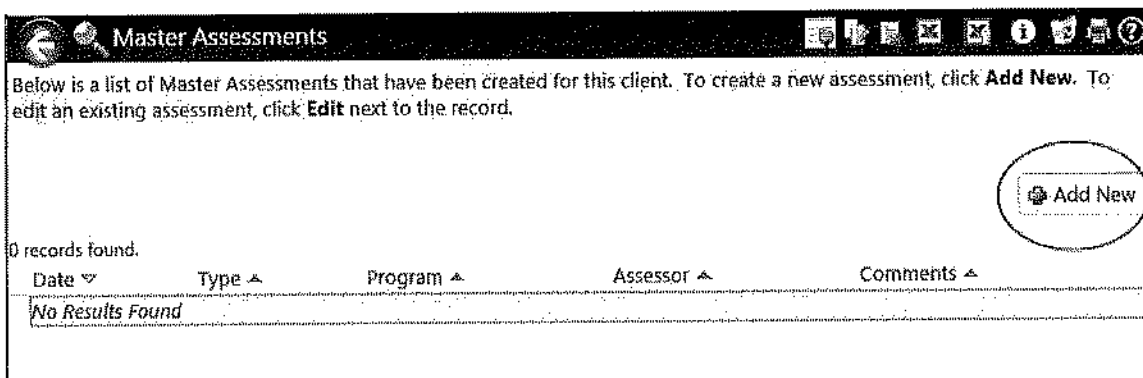 Master Assessments
Below is a list of Master Assessments that have been created for this client. To create a new assessment, click Add New. To
edit an existing assessment, click Edit next to the record.
Add New
0 records found.
Date Type Program Assessor Comments
No Results Found